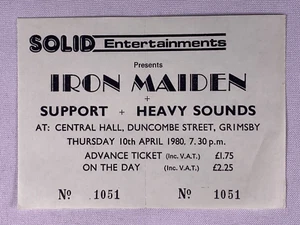 SOLID Entertainments
Presents
IRON MAIDEN
+
SUPPORT + HEAVY SOUNDS
AT: CENTRAL HALL, DUNCOMBE STREET, GRIMSBY
THURSDAY 10th APRIL 1980, 7.30 p.m.
ADVANCE TICKET (Inc. V.A.T.) £1.75
ON THE DAY (Inc. V.A.T.) £2.25
No 1051 No 1051